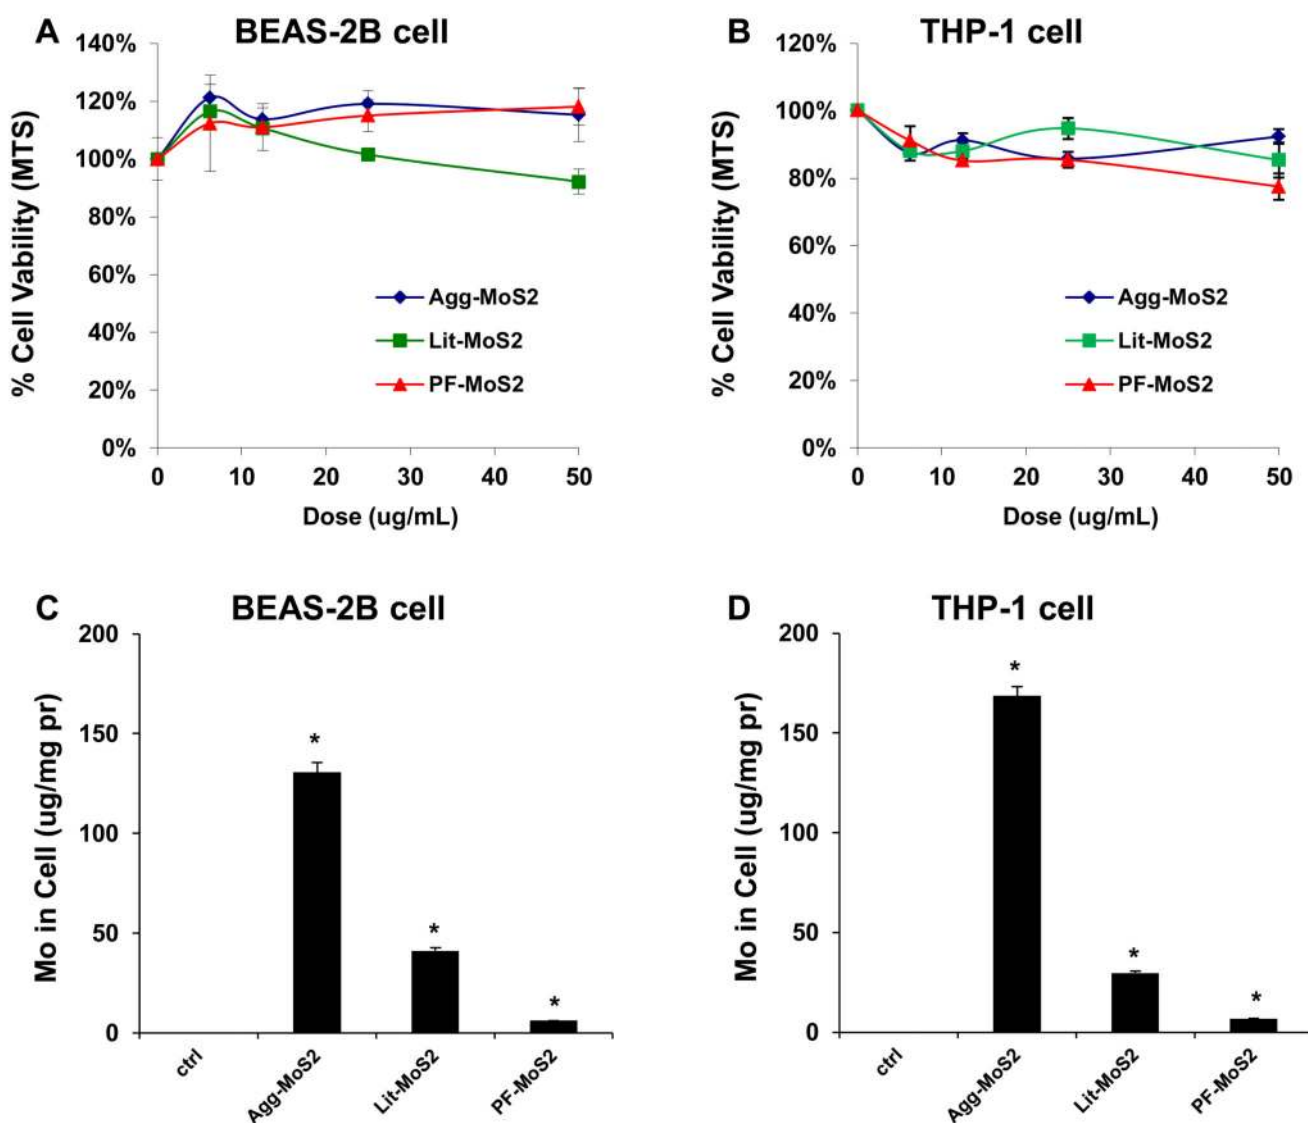 A
BEAS-2B cell
140%
120%
100%
80%
60%
40%
20%
0%
% Cell Vability (MTS)
Agg-MoS2
Lit-MoS2
PF-MoS2
0 10 20 30 40 50
Dose (ug/mL)
B
THP-1 cell
120%
100%
80%
60%
40%
20%
0%
% Cell Vability (MTS)
Agg-MoS2
Lit-MoS2
PF-MoS2
0 10 20 30 40 50
Dose (ug/mL)
C
BEAS-2B cell
200
150
100
50
0
Mo in Cell (ug/mg pr)
*
*
*
ctrl
Agg-MoS2
Lit-MoS2
PF-MoS2
D
THP-1 cell
200
150
100
50
0
Mo in Cell (ug/mg pr)
*
*
*
ctrl
Agg-MoS2
Lit-MoS2
PF-MoS2